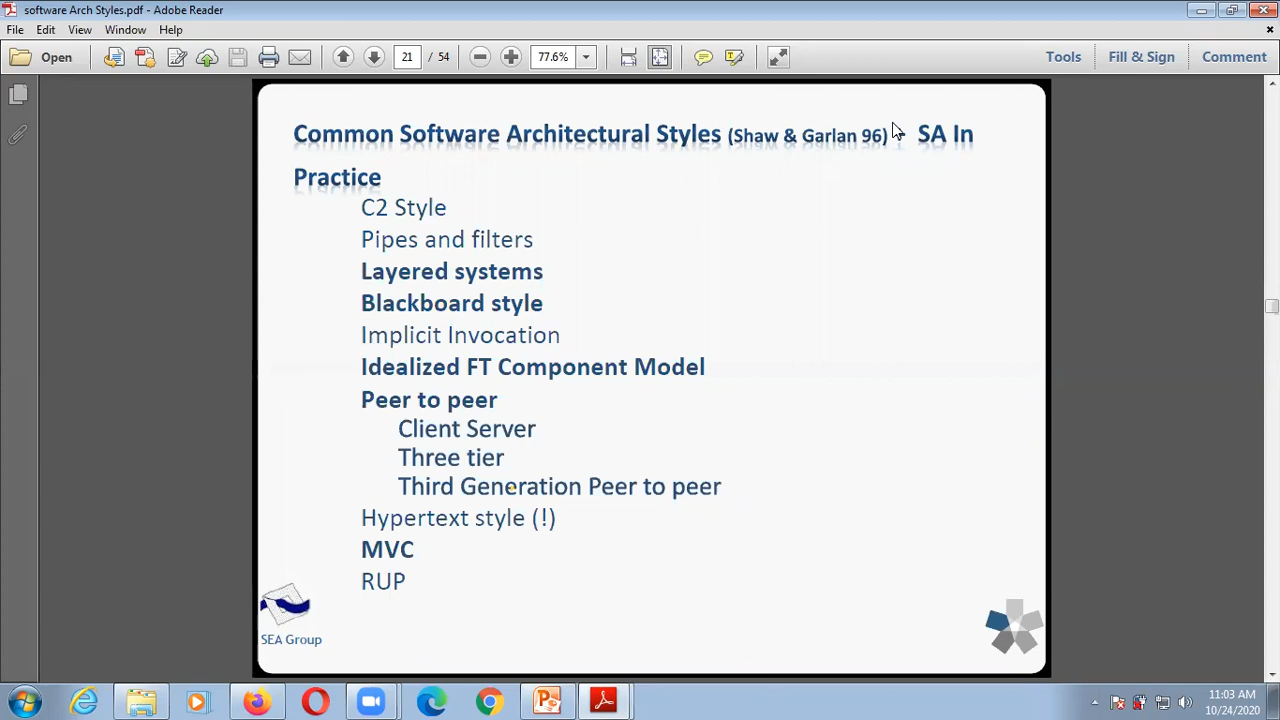 software Arch Styles.pdf - Adobe Reader
File Edit View Window Help
Open 21 / 54 77.6% Tools Fill & Sign Comment
Common Software Architectural Styles (Shaw & Garlan 96) - SA In
Practice
C2 Style
Pipes and filters
Layered systems
Blackboard style
Implicit Invocation
Idealized FT Component Model
Peer to peer
Client Server
Three tier
Third Generation Peer to peer
Hypertext style (!)
MVC
RUP
SEA Group
11:03 AM
10/24/2020